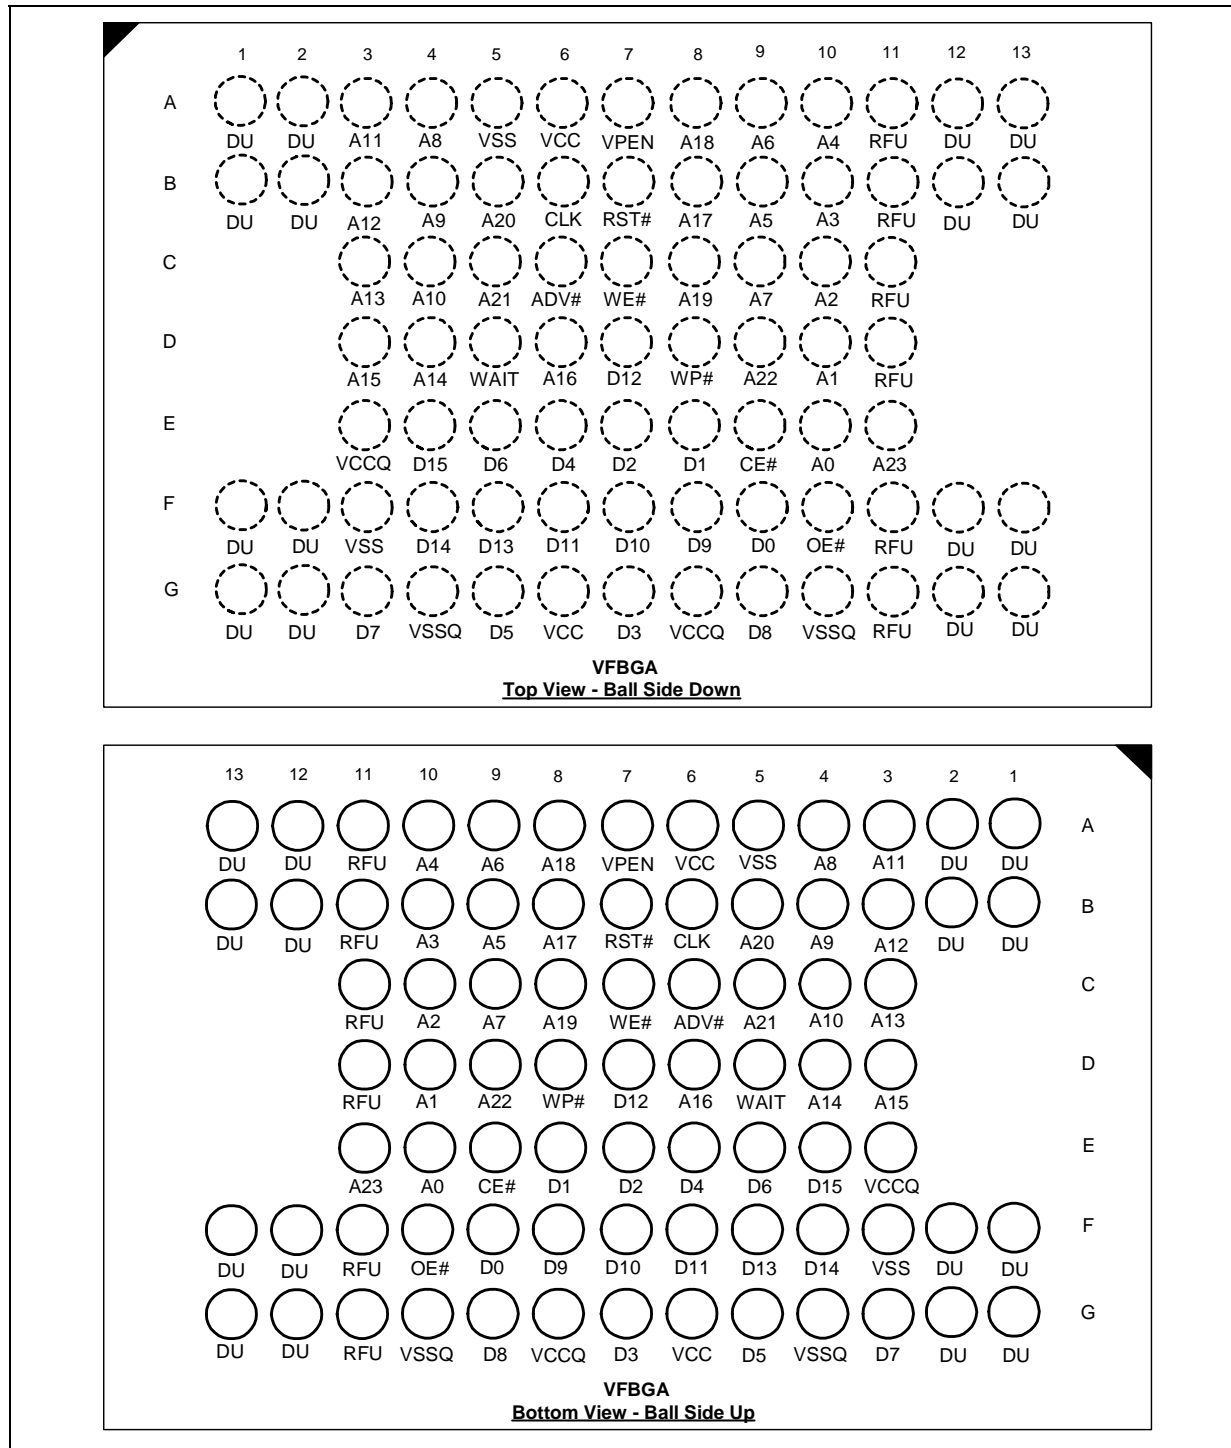 1 2 3 4 5 6 7 8 9 10 11 12 13
A
DU DU A11 A8 VSS VCC VPEN A18 A6 A4 RFU DU DU
B
DU DU A12 A9 A20 CLK RST# A17 A5 A3 RFU DU DU
C
A13 A10 A21 ADV# WE# A19 A7 A2 RFU
D
A15 A14 WAIT A16 D12 WP# A22 A1 RFU
E
VCCQ D15 D6 D4 D2 D1 CE# A0 A23
F
DU DU VSS D14 D13 D11 D10 D9 D0 OE# RFU DU DU
G
DU DU D7 VSSQ D5 VCC D3 VCCQ D8 VSSQ RFU DU DU
VFBGA
Top View - Ball Side Down
13 12 11 10 9 8 7 6 5 4 3 2 1
A
DU DU RFU A4 A6 A18 VPEN VCC VSS A8 A11 DU DU
B
DU DU RFU A3 A5 A17 RST# CLK A20 A9 A12 DU DU
C
RFU A2 A7 A19 WE# ADV# A21 A10 A13
D
RFU A1 A22 WP# D12 A16 WAIT A14 A15
E
A23 A0 CE# D1 D2 D4 D6 D15 VCCQ
F
DU DU RFU OE# D0 D9 D10 D11 D13 D14 VSS DU DU
G
DU DU RFU VSSQ D8 VCCQ D3 VCC D5 VSSQ D7 DU DU
VFBGA
Bottom View - Ball Side Up